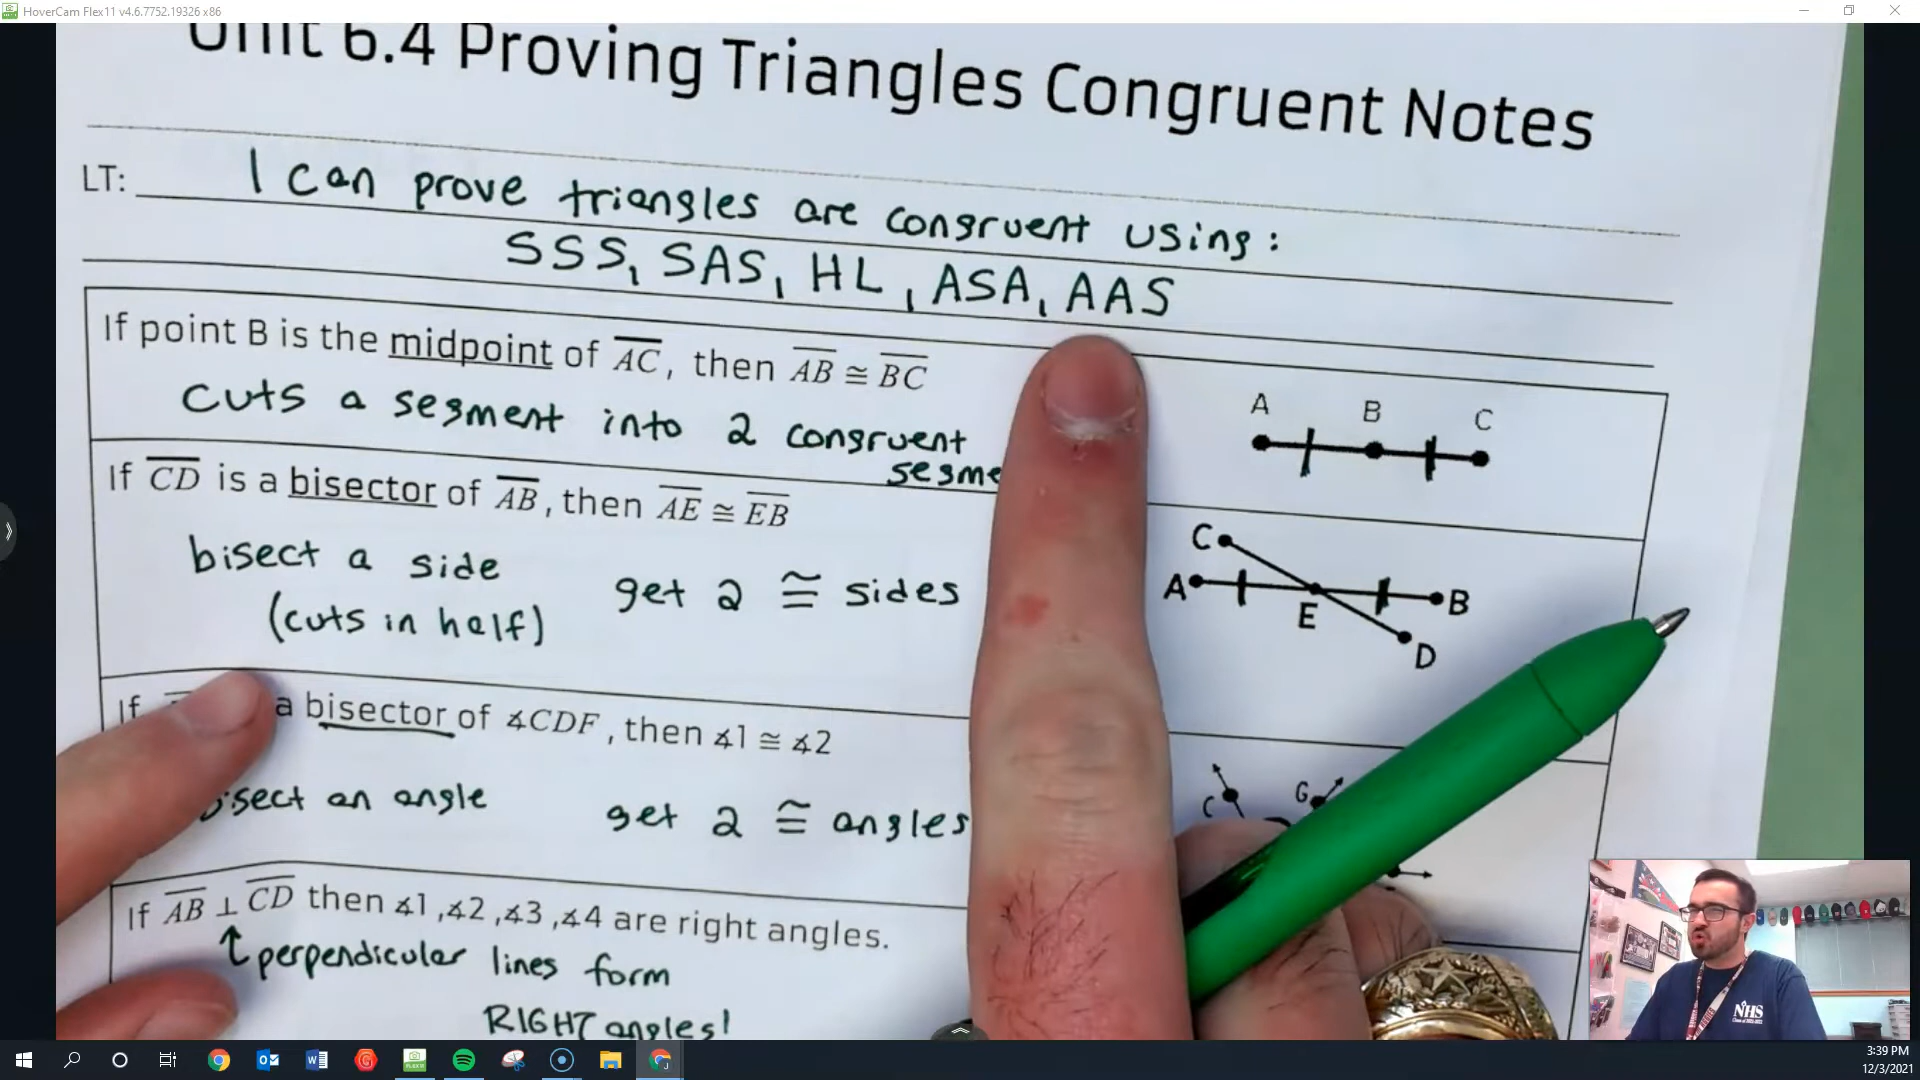 HoverCam Flex11 v4.6.7752.19326 x86
Unit 6.4 Proving Triangles Congruent Notes
LT: I can prove triangles are congruent using:
SSS, SAS, HL, ASA, AAS
If point B is the midpoint of AC, then AB ≅ BC
cuts a segment into 2 congruent
segme
A B C
If CD is a bisector of AB, then AE ≅ EB
bisect a side get 2 ≅ sides
(cuts in half)
C
A B
E
D
If a bisector of ∡CDF, then ∡1 ≅ ∡2
bisect an angle get 2 ≅ angles
C G
If AB ⊥ CD then ∡1, ∡2, ∡3, ∡4 are right angles.
↑ perpendicular lines form
RIGHT angles!
NHS
3:39 PM
12/3/2021